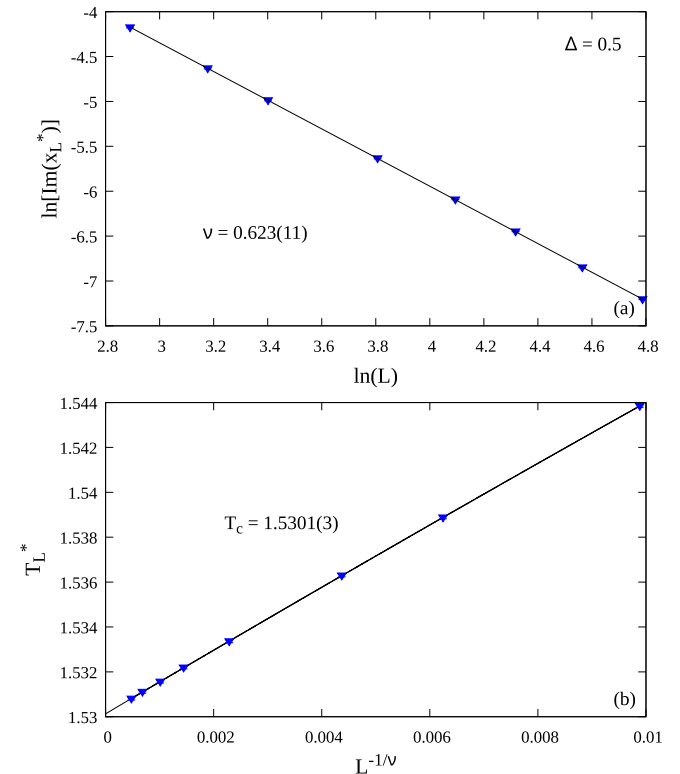 -4
Δ = 0.5
-4.5
-5
-5.5
-6
-6.5
-7
-7.5
ln[Im(x_L^*)]
ν = 0.623(11)
(a)
2.8 3 3.2 3.4 3.6 3.8 4 4.2 4.4 4.6 4.8
ln(L)
1.544
1.542
1.54
1.538
1.536
1.534
1.532
1.53
T_L^*
T_c = 1.5301(3)
(b)
0 0.002 0.004 0.006 0.008 0.01
L^{-1/ν}